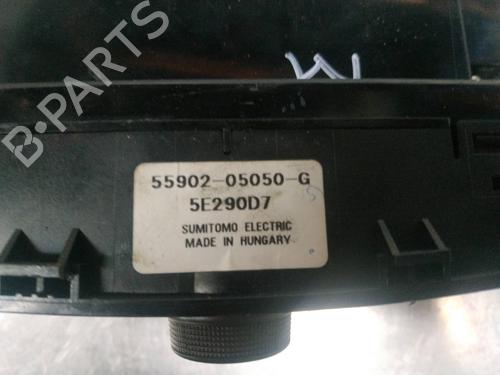 B-PARTS
55902-05050-G
5E290D7
SUMITOMO ELECTRIC
MADE IN HUNGARY